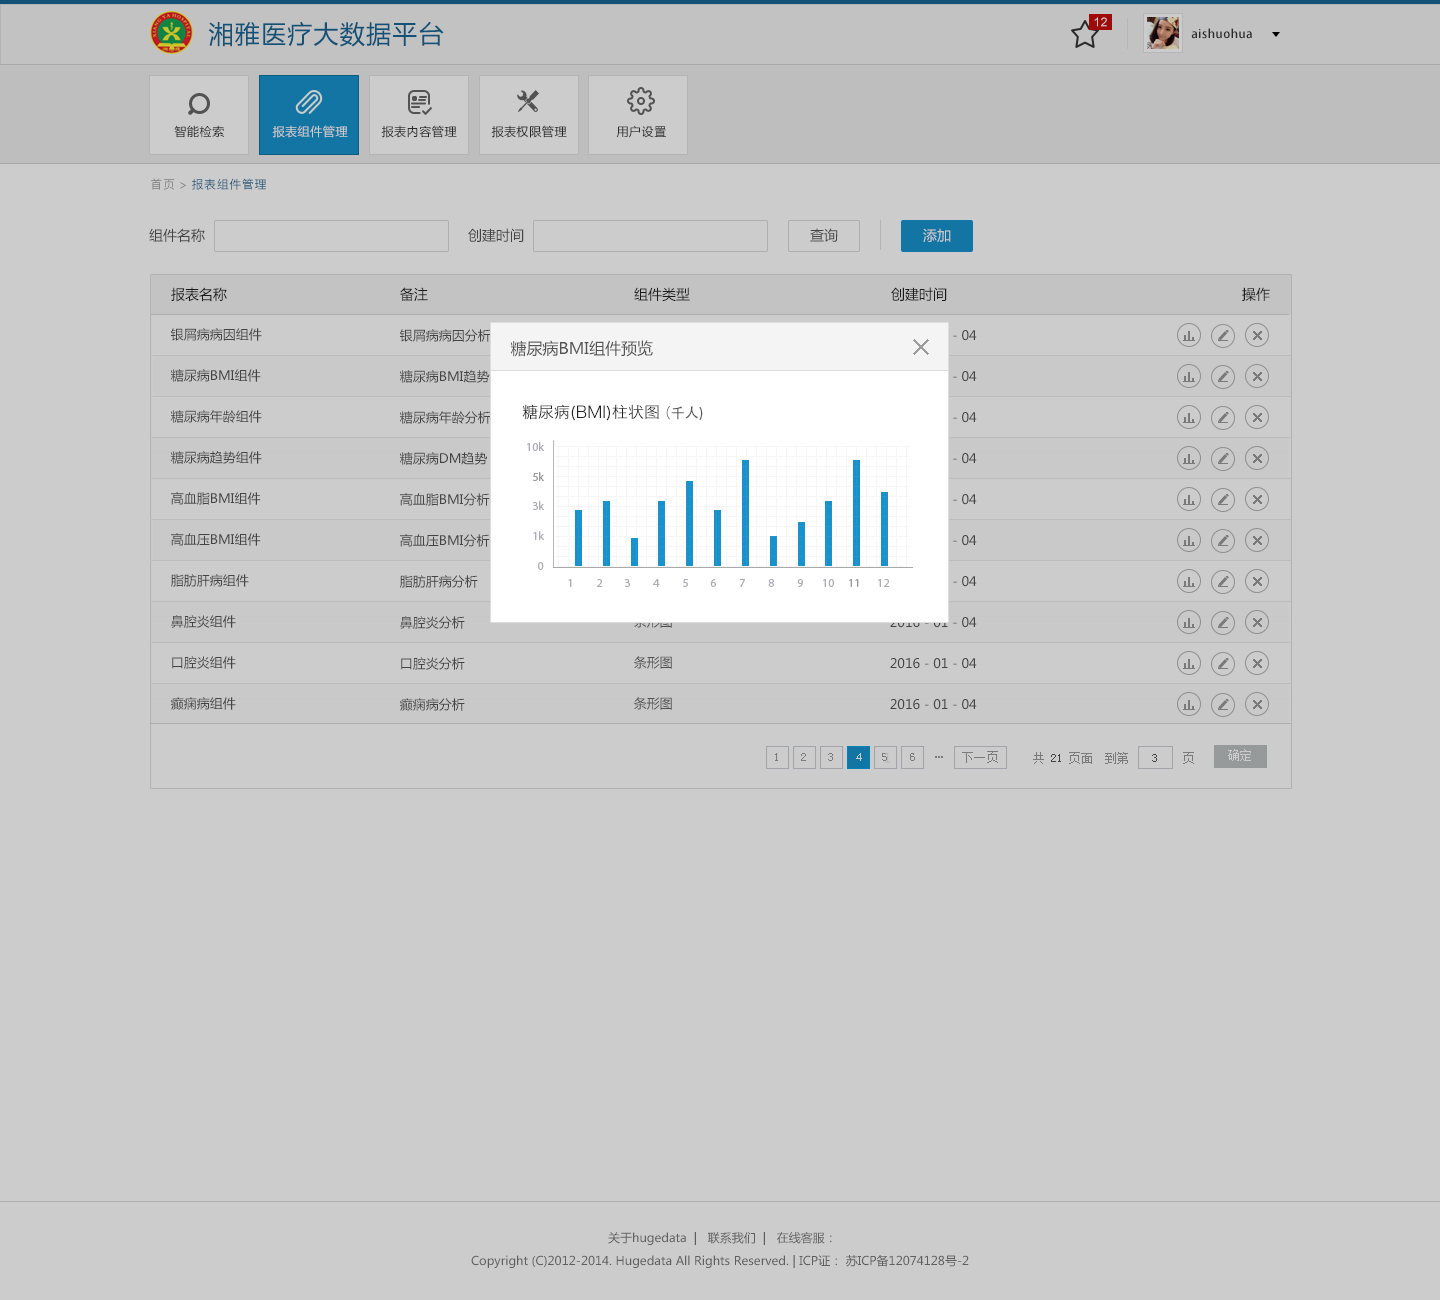 湘雅医疗大数据平台
12
aishuohua
智能检索
报表组件管理
报表内容管理
报表权限管理
用户设置
首页 > 报表组件管理
组件名称
创建时间
查询
添加
报表名称 备注 组件类型 创建时间 操作
银屑病病因组件 银屑病病因分析 - 04
糖尿病BMI组件 糖尿病BMI趋势 - 04
糖尿病年龄组件 糖尿病年龄分析 - 04
糖尿病趋势组件 糖尿病DM趋势 - 04
高血脂BMI组件 高血脂BMI分析 - 04
高血压BMI组件 高血压BMI分析 - 04
脂肪肝病组件 脂肪肝病分析 - 04
鼻腔炎组件 鼻腔炎分析 条形图 2016 - 01 - 04
口腔炎组件 口腔炎分析 条形图 2016 - 01 - 04
癫痫病组件 癫痫病分析 条形图 2016 - 01 - 04
糖尿病BMI组件预览
糖尿病(BMI)柱状图 (千人)
10k
5k
3k
1k
0
1 2 3 4 5 6 7 8 9 10 11 12
1 2 3 4 5 6 ··· 下一页 共 21 页面 到第 3 页 确定
关于hugedata | 联系我们 | 在线客服：
Copyright (C)2012-2014. Hugedata All Rights Reserved. | ICP证： 苏ICP备12074128号-2